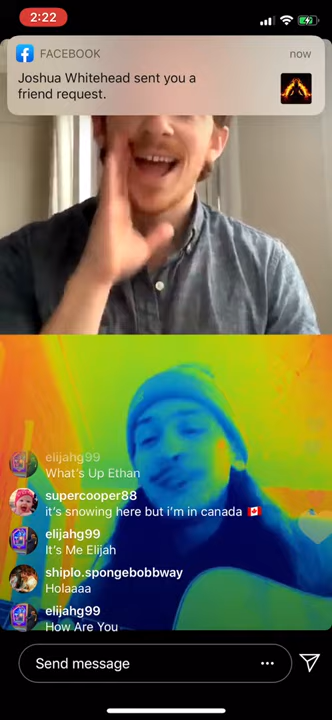 2:22
FACEBOOK
now
Joshua Whitehead sent you a
friend request.
elijahg99
What's Up Ethan
supercooper88
it's snowing here but i'm in canada 🇨🇦
elijahg99
It's Me Elijah
shiplo.spongebobbway
Holaaaa
elijahg99
How Are You
Send message